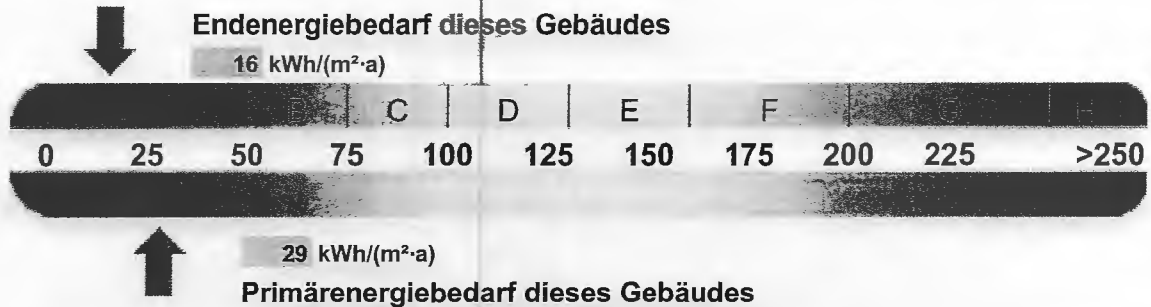 Endenergiebedarf dieses Gebäudes
16 kWh/(m²·a)
B C D E F G H
0 25 50 75 100 125 150 175 200 225 >250
29 kWh/(m²·a)
Primärenergiebedarf dieses Gebäudes